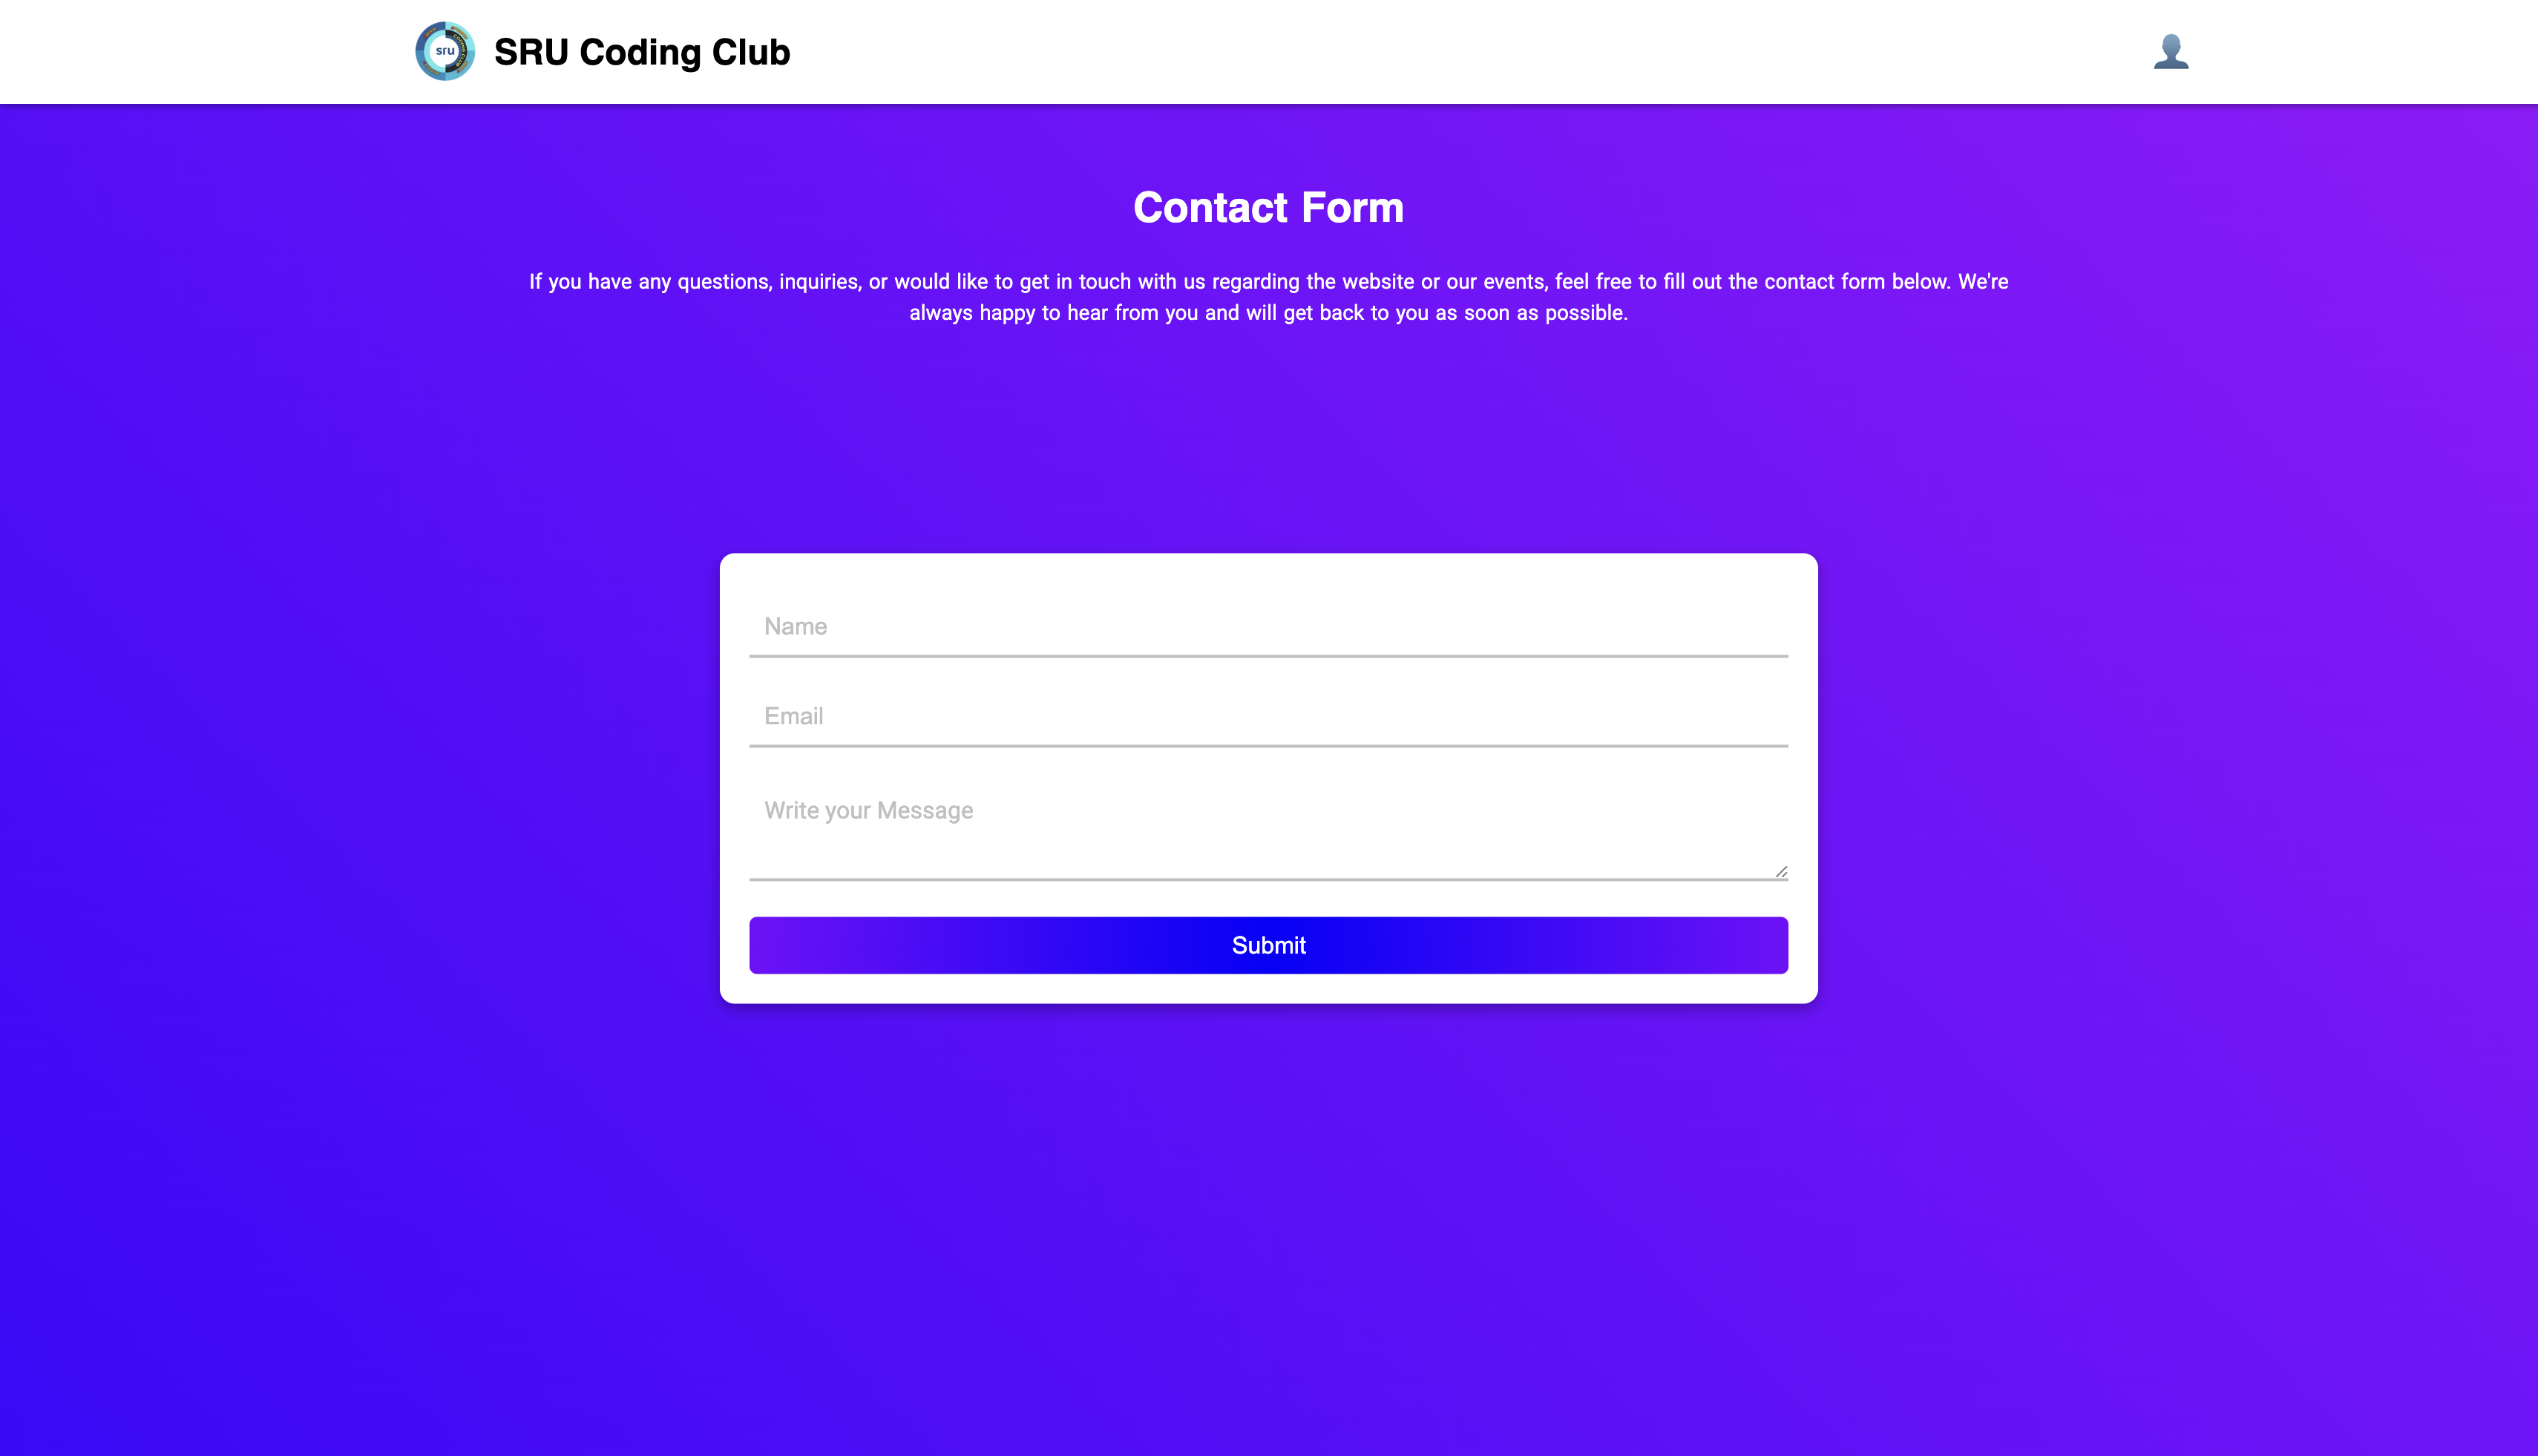 sru
SRU Coding Club
Contact Form
If you have any questions, inquiries, or would like to get in touch with us regarding the website or our events, feel free to fill out the contact form below. We're
always happy to hear from you and will get back to you as soon as possible.
Name
Email
Write your Message
Submit